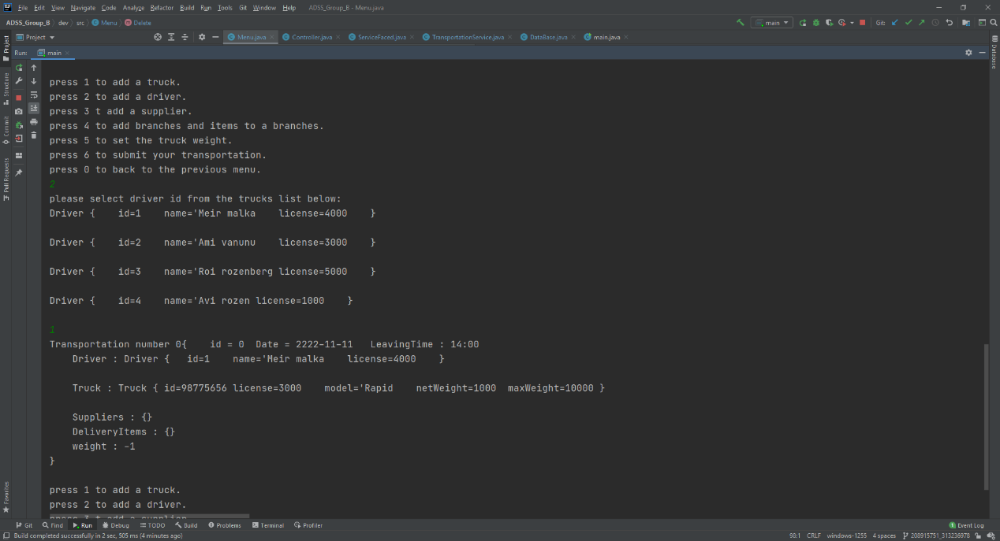 File Edit View Navigate Code Analyze Refactor Build Run Tools Git Window Help ADSS_Group_B - Menu.java
ADSS_Group_B dev src Menu Delete main Git:
Project Menu.java Controller.java ServiceFaced.java TransportationService.java DataBase.java main.java
Run: main
Project
Structure
Commit
Pull Requests
Favorites
Database
press 1 to add a truck.
press 2 to add a driver.
press 3 t add a supplier.
press 4 to add branches and items to a branches.
press 5 to set the truck weight.
press 6 to submit your transportation.
press 0 to back to the previous menu.
2
please select driver id from the trucks list below:
Driver { id=1 name='Meir malka license=4000 }
Driver { id=2 name='Ami vanunu license=3000 }
Driver { id=3 name='Roi rozenberg license=5000 }
Driver { id=4 name='Avi rozen license=1000 }
1
Transportation number 0{ id = 0 Date = 2222-11-11 LeavingTime : 14:00
Driver : Driver { id=1 name='Meir malka license=4000 }
Truck : Truck { id=98775656 license=3000 model='Rapid netWeight=1000 maxWeight=10000 }
Suppliers : {}
DeliveryItems : {}
weight : -1
}
press 1 to add a truck.
press 2 to add a driver.
press 3 t add a supplier.
Git Find Run Debug TODO Build Problems Terminal Profiler 1 Event Log
Build completed successfully in 2 sec, 505 ms (4 minutes ago) 98:1 CRLF windows-1255 4 spaces 208915751_313236978